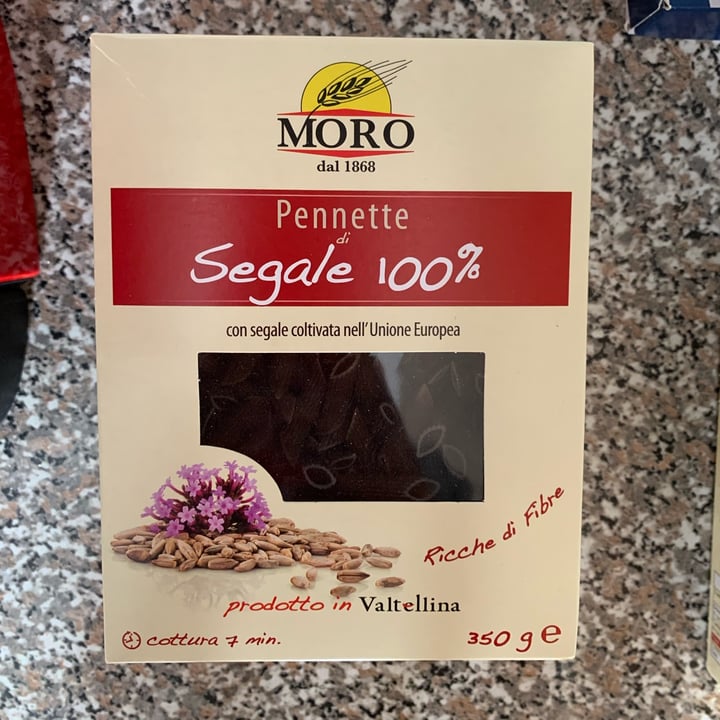 MORO
dal 1868
Pennette
di
Segale 100%
con segale coltivata nell'Unione Europea
Ricche di Fibre
prodotto in Valtellina
cottura 7 min.
350 g e